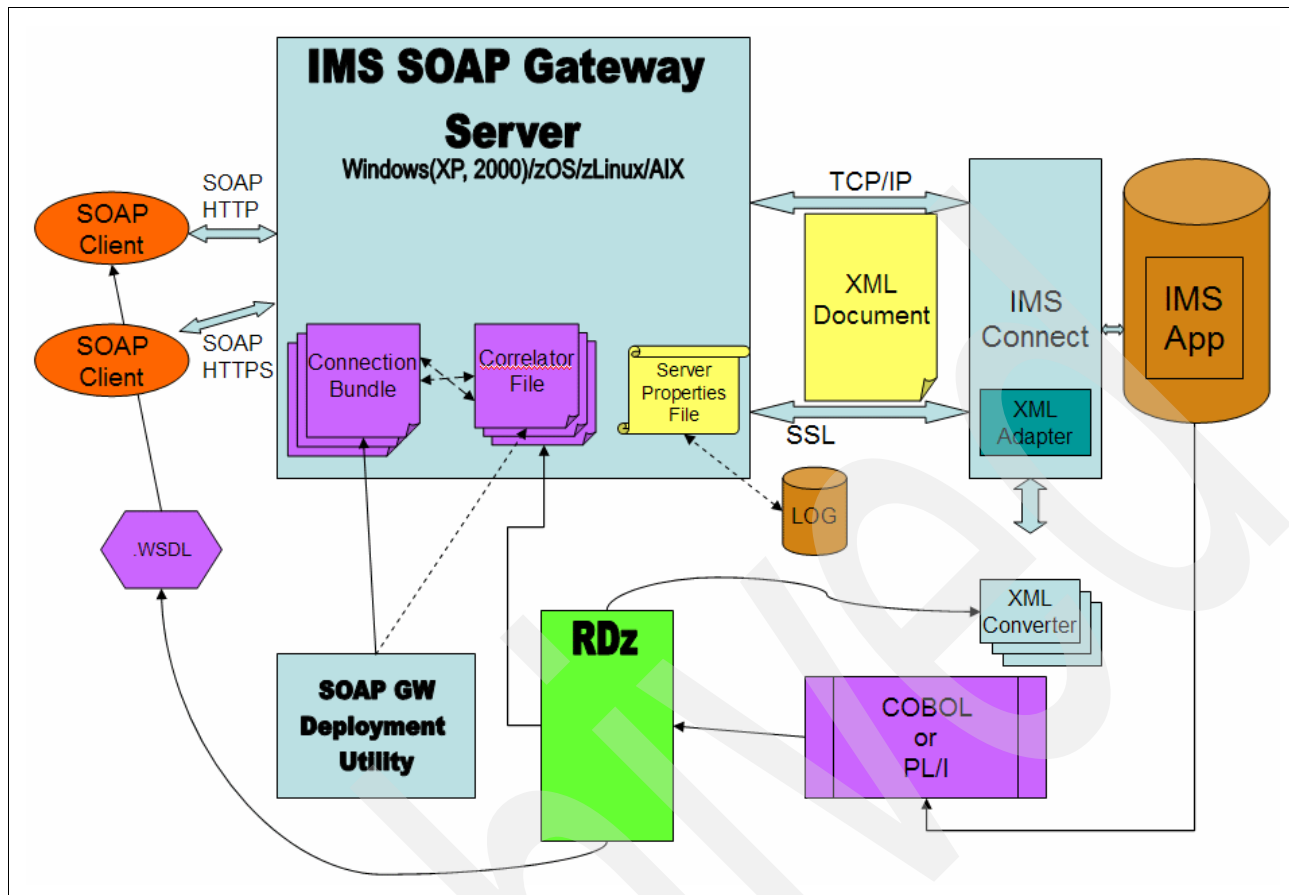 IMS SOAP Gateway
Server
Windows(XP, 2000)/zOS/zLinux/AIX
SOAP
HTTP
SOAP
Client
SOAP
Client
SOAP
HTTPS
Connection
Bundle
Correlator
File
Server
Properties
File
TCP/IP
XML
Document
SSL
IMS
Connect
XML
Adapter
IMS
App
LOG
.WSDL
RDz
XML
Converter
SOAP GW
Deployment
Utility
COBOL
or
PL/I